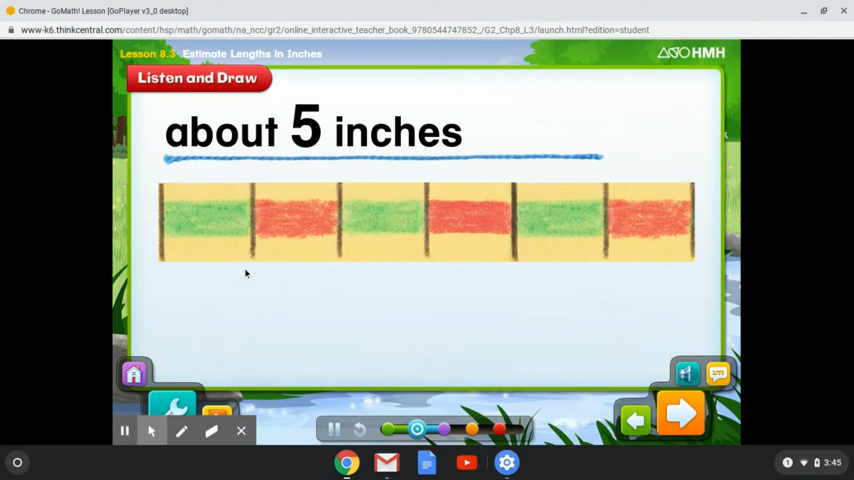 Chrome - GoMath! Lesson [GoPlayer v3_0 desktop]
www-k6.thinkcentral.com/content/hsp/math/gomath/na_ncc/gr2/online_interactive_teacher_book_9780544747852_/G2_Chp8_L3/launch.html?edition=student
Lesson 8.3 Estimate Lengths in Inches
HMH
Listen and Draw
about 5 inches
1 3:45